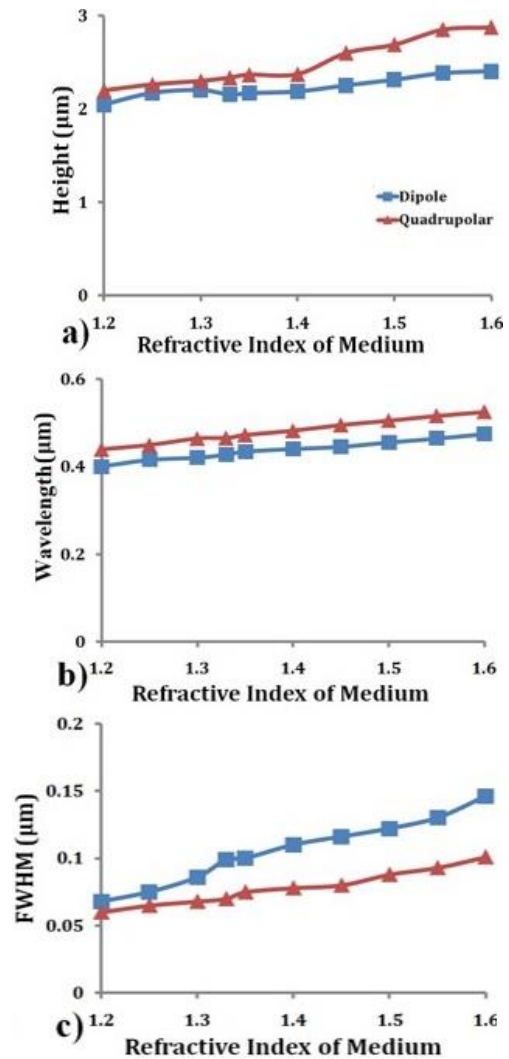 3
2
1
0
Height (μm)
Dipole
Quadrupolar
1.2 1.3 1.4 1.5 1.6
a) Refractive Index of Medium
0.6
0.4
0.2
0
Wavelength(μm)
1.2 1.3 1.4 1.5 1.6
b) Refractive Index of Medium
0.2
0.15
0.1
0.05
0
FWHM (μm)
1.2 1.3 1.4 1.5 1.6
c) Refractive Index of Medium